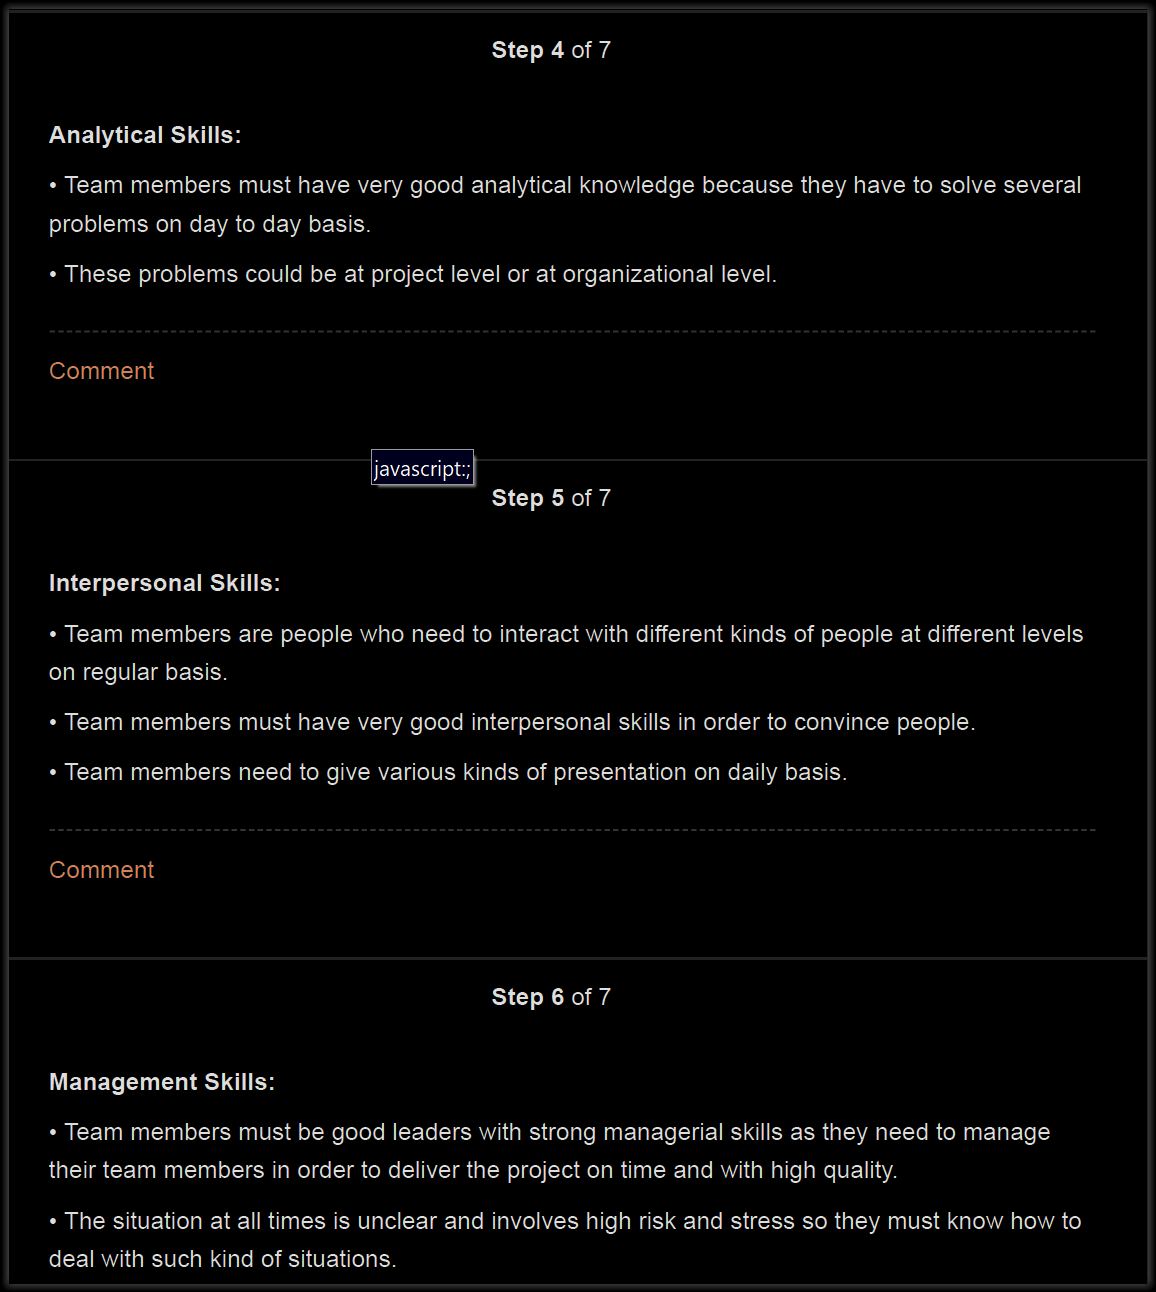 Step 4 of 7
Analytical Skills:
• Team members must have very good analytical knowledge because they have to solve several
problems on day to day basis.
• These problems could be at project level or at organizational level.
Comment
javascript:;
Step 5 of 7
Interpersonal Skills:
• Team members are people who need to interact with different kinds of people at different levels
on regular basis.
• Team members must have very good interpersonal skills in order to convince people.
• Team members need to give various kinds of presentation on daily basis.
Comment
Step 6 of 7
Management Skills:
• Team members must be good leaders with strong managerial skills as they need to manage
their team members in order to deliver the project on time and with high quality.
• The situation at all times is unclear and involves high risk and stress so they must know how to
deal with such kind of situations.